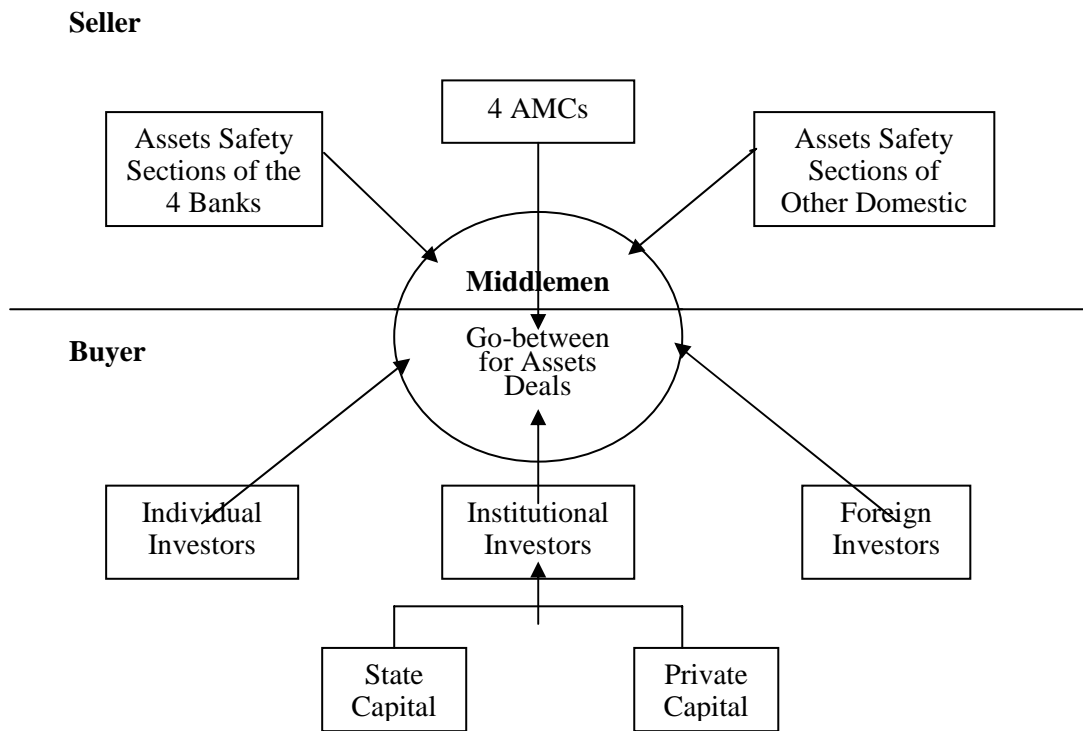 Seller
4 AMCs
Assets Safety
Sections of the
4 Banks
Assets Safety
Sections of
Other Domestic
Middlemen
Go-between
for Assets
Deals
Buyer
Individual
Investors
Institutional
Investors
Foreign
Investors
State
Capital
Private
Capital